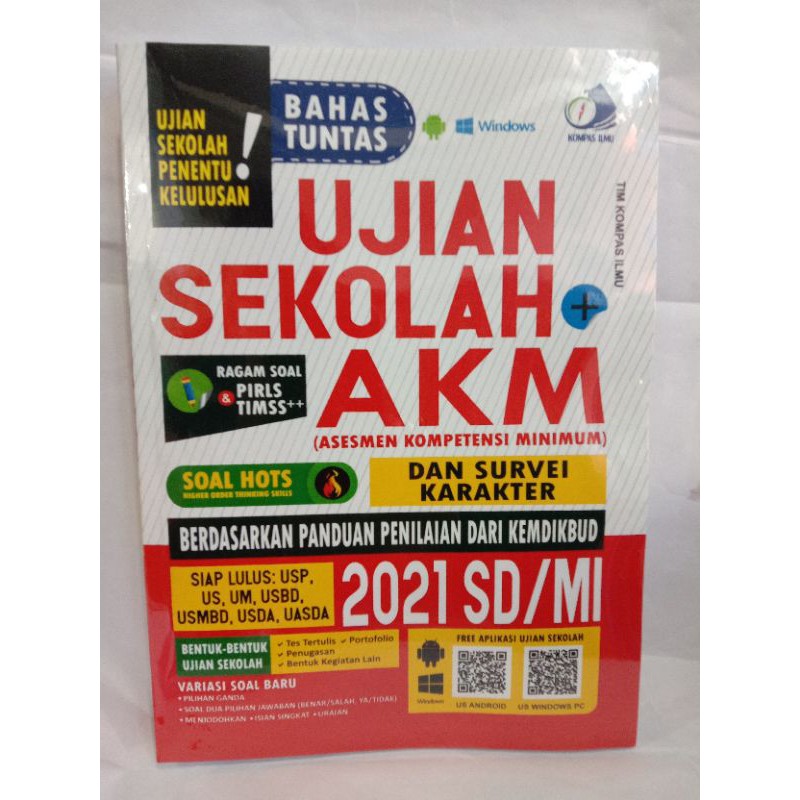 UJIAN
SEKOLAH
PENENTU
KELULUSAN
!
BAHAS
TUNTAS
Windows
KOMPAS ILMU
TIM KOMPAS ILMU
UJIAN
SEKOLAH +
AKM
(ASESMEN KOMPETENSI MINIMUM)
RAGAM SOAL
& PIRLS
TIMSS++
SOAL HOTS
HIGHER ORDER THINKING SKILLS
DAN SURVEI
KARAKTER
BERDASARKAN PANDUAN PENILAIAN DARI KEMDIKBUD
SIAP LULUS: USP,
US, UM, USBD,
USMBD, USDA, UASDA
2021 SD/MI
BENTUK-BENTUK
UJIAN SEKOLAH
✓ Tes Tertulis ✓ Portofolio
✓ Penugasan
✓ Bentuk Kegiatan Lain
VARIASI SOAL BARU
• PILIHAN GANDA
• SOAL DUA PILIHAN JAWABAN (BENAR/SALAH, YA/TIDAK)
• MENJODOHKAN • ISIAN SINGKAT • URAIAN
FREE APLIKASI UJIAN SEKOLAH
Windows
US ANDROID
US WINDOWS PC